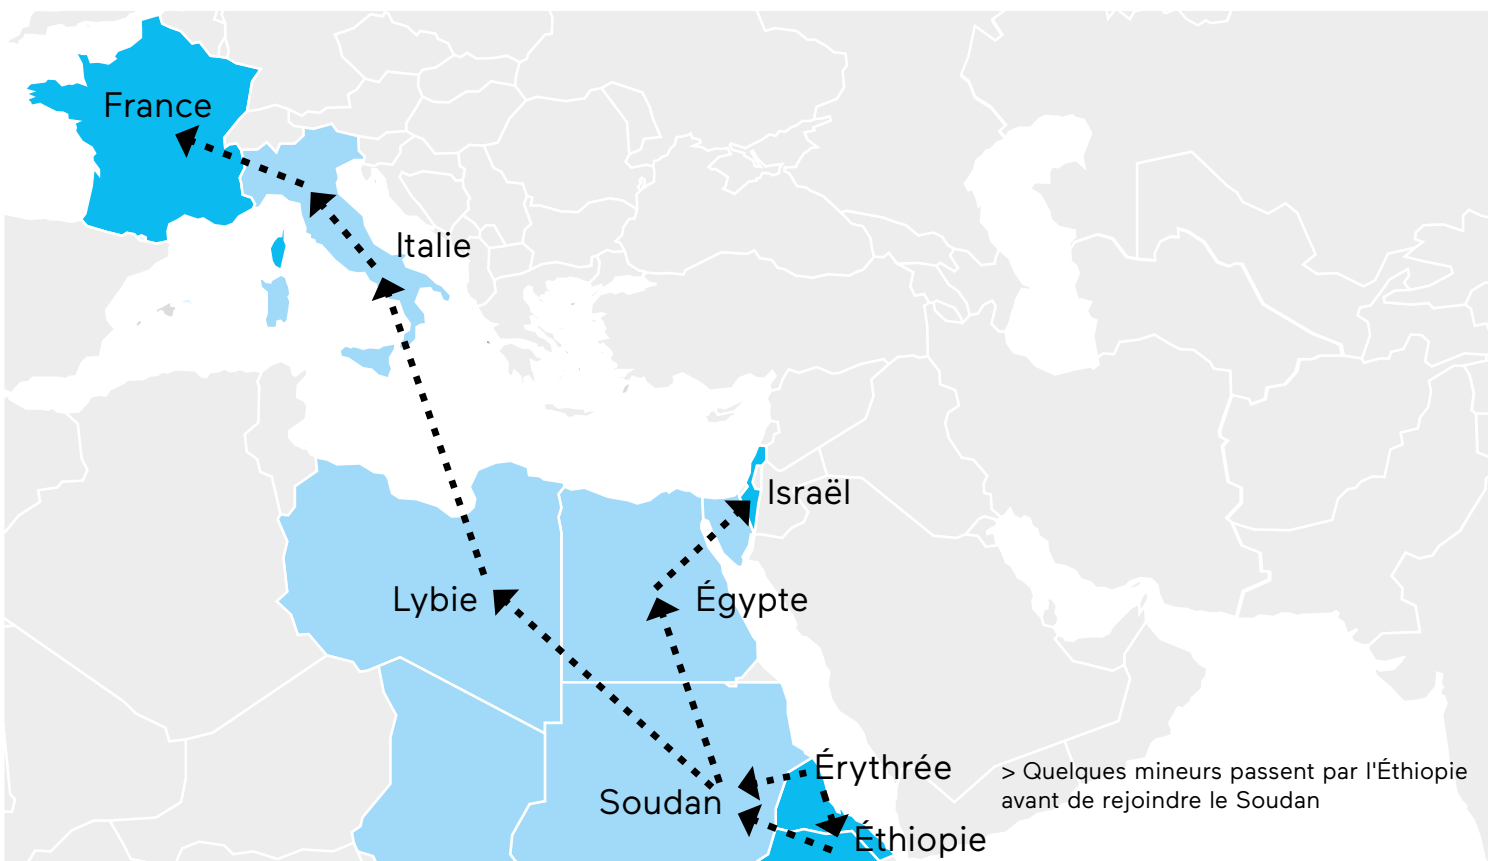 France
Italie
Israël
Lybie
Égypte
Érythrée
> Quelques mineurs passent par l'Éthiopie
avant de rejoindre le Soudan
Soudan
Éthiopie